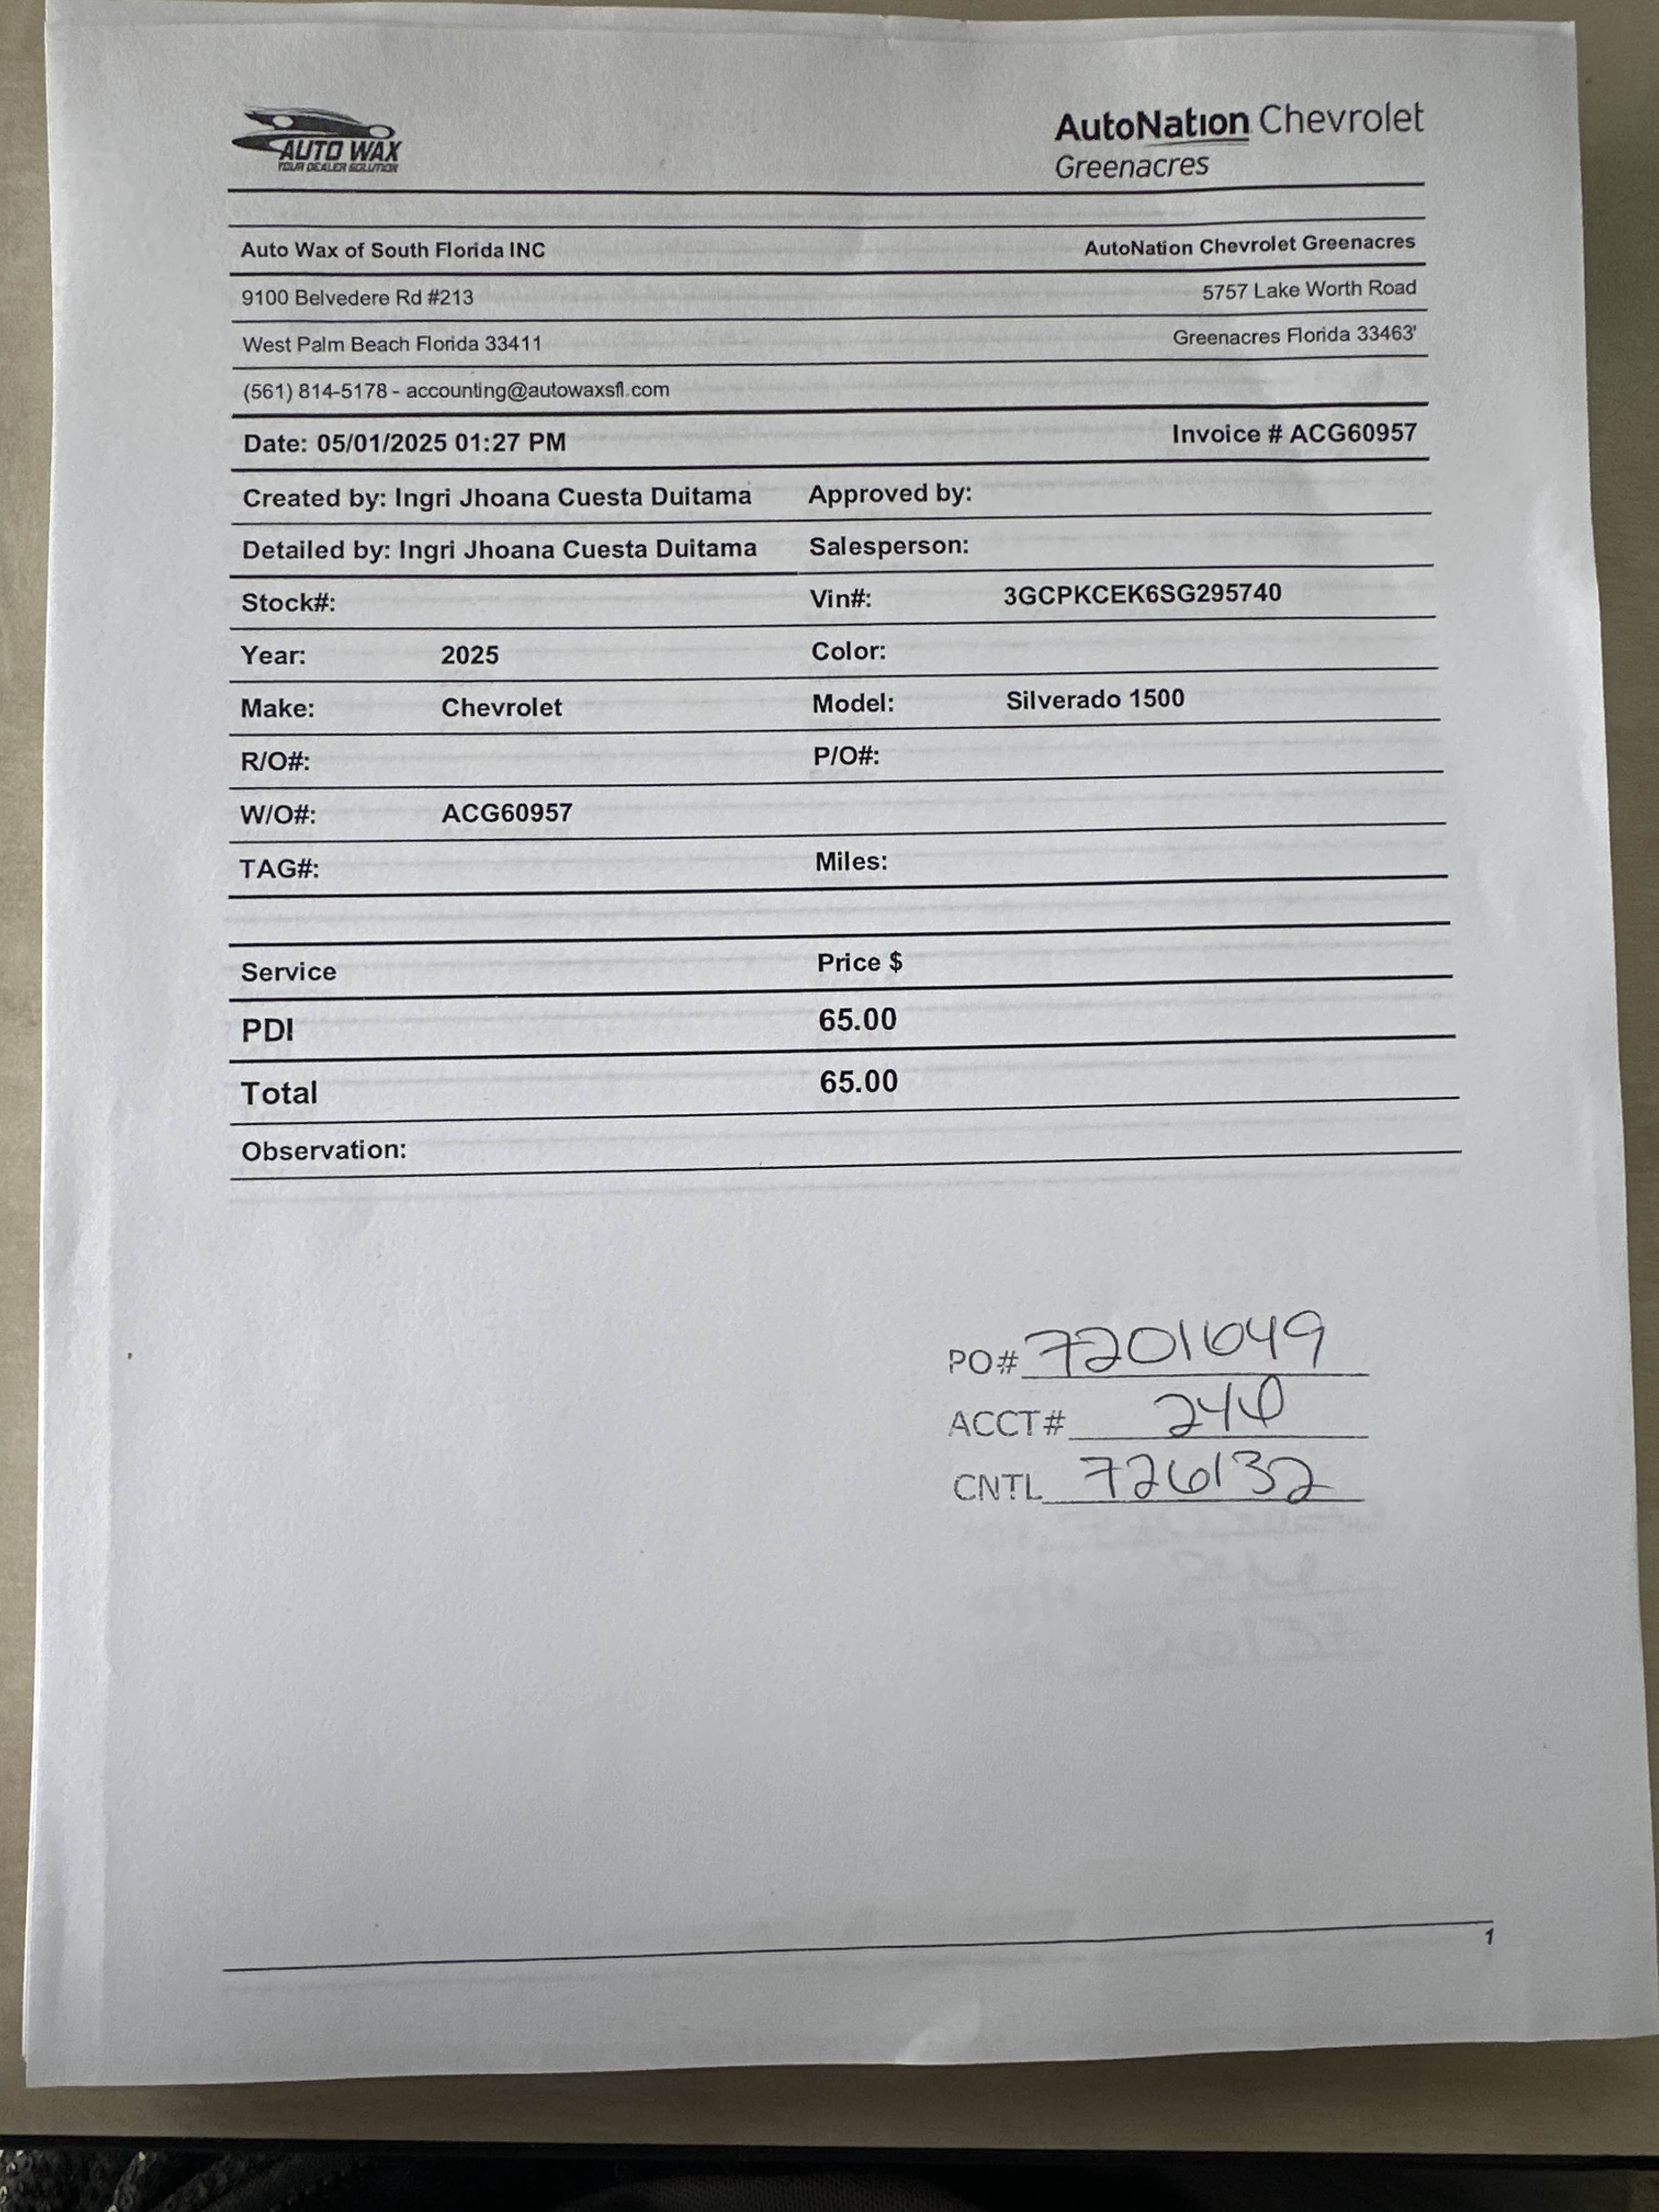 AUTO WAX
YOUR DEALER SOLUTION
AutoNation Chevrolet
Greenacres
Auto Wax of South Florida INC AutoNation Chevrolet Greenacres
9100 Belvedere Rd #213 5757 Lake Worth Road
West Palm Beach Florida 33411 Greenacres Florida 33463'
(561) 814-5178 - accounting@autowaxsfl.com
Date: 05/01/2025 01:27 PM Invoice # ACG60957
Created by: Ingri Jhoana Cuesta Duitama Approved by:
Detailed by: Ingri Jhoana Cuesta Duitama Salesperson:
Stock#: Vin#: 3GCPKCEK6SG295740
Year: 2025 Color:
Make: Chevrolet Model: Silverado 1500
R/O#: P/O#:
W/O#: ACG60957
TAG#: Miles:
Service Price $
PDI 65.00
Total 65.00
Observation:
PO# 7201649
ACCT#
CNTL 726132
1